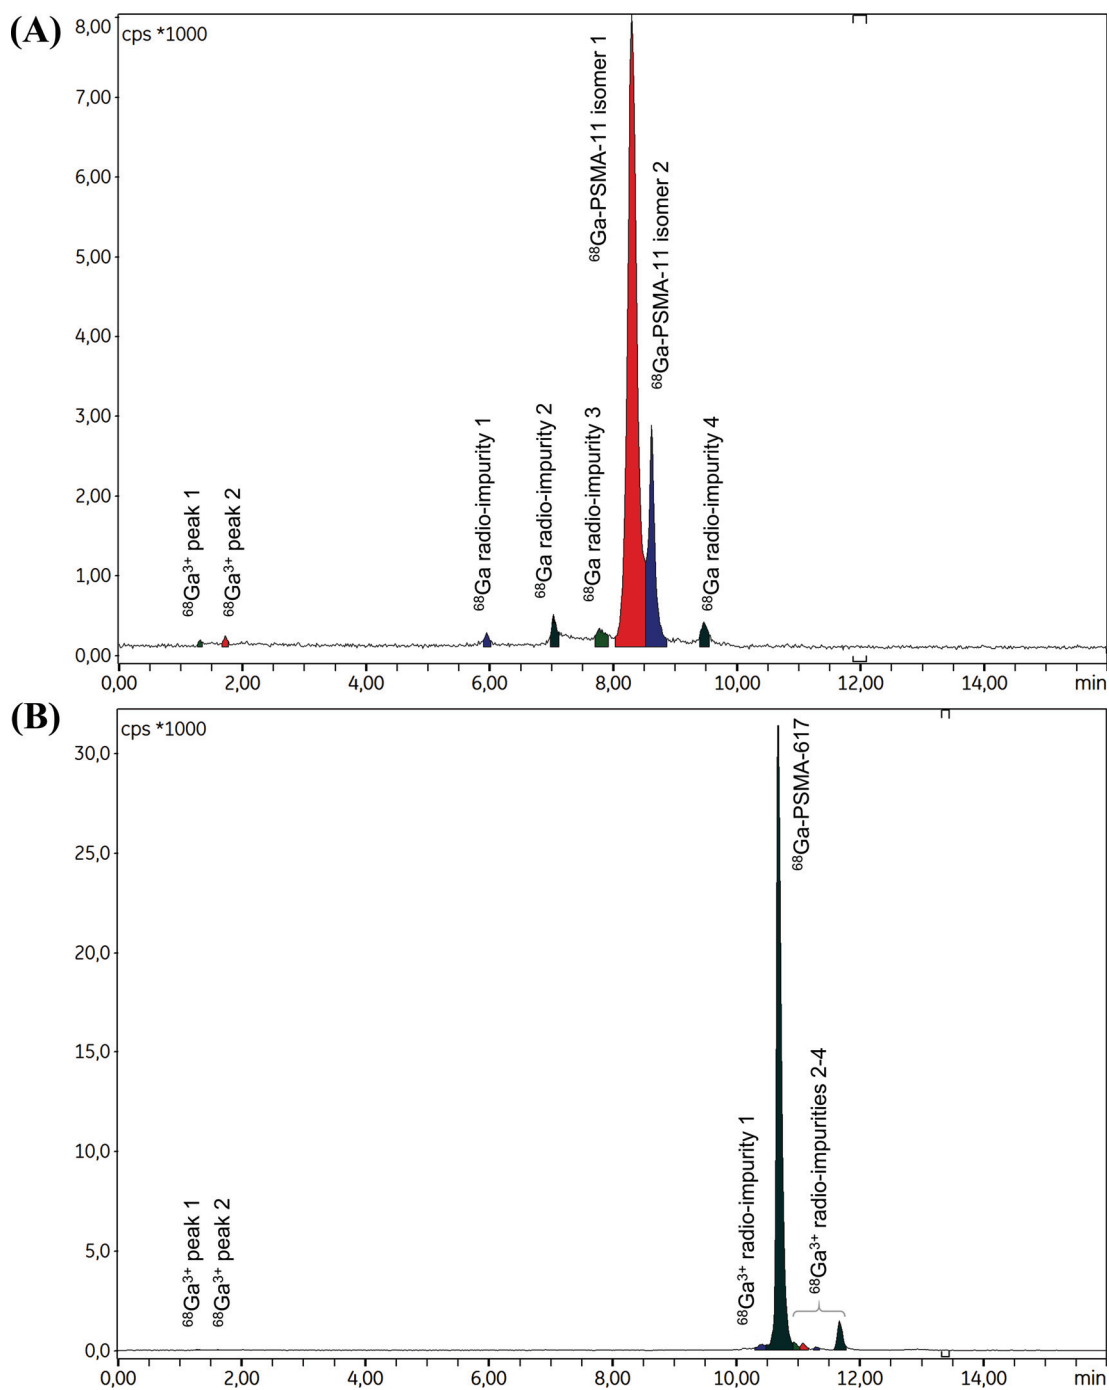 (A)
cps *1000
8,00
7,00
6,00
5,00
4,00
3,00
2,00
1,00
0,00
⁶⁸Ga³⁺ peak 1
⁶⁸Ga³⁺ peak 2
⁶⁸Ga radio-impurity 1
⁶⁸Ga radio-impurity 2
⁶⁸Ga radio-impurity 3
⁶⁸Ga-PSMA-11 isomer 1
⁶⁸Ga-PSMA-11 isomer 2
⁶⁸Ga radio-impurity 4
0,00 2,00 4,00 6,00 8,00 10,00 12,00 14,00 min
(B)
cps *1000
30,0
25,0
20,0
15,0
10,0
5,0
0,0
⁶⁸Ga³⁺ peak 1
⁶⁸Ga³⁺ peak 2
⁶⁸Ga³⁺ radio-impurity 1
⁶⁸Ga-PSMA-617
⁶⁸Ga³⁺ radio-impurities 2-4
0,00 2,00 4,00 6,00 8,00 10,00 12,00 14,00 min